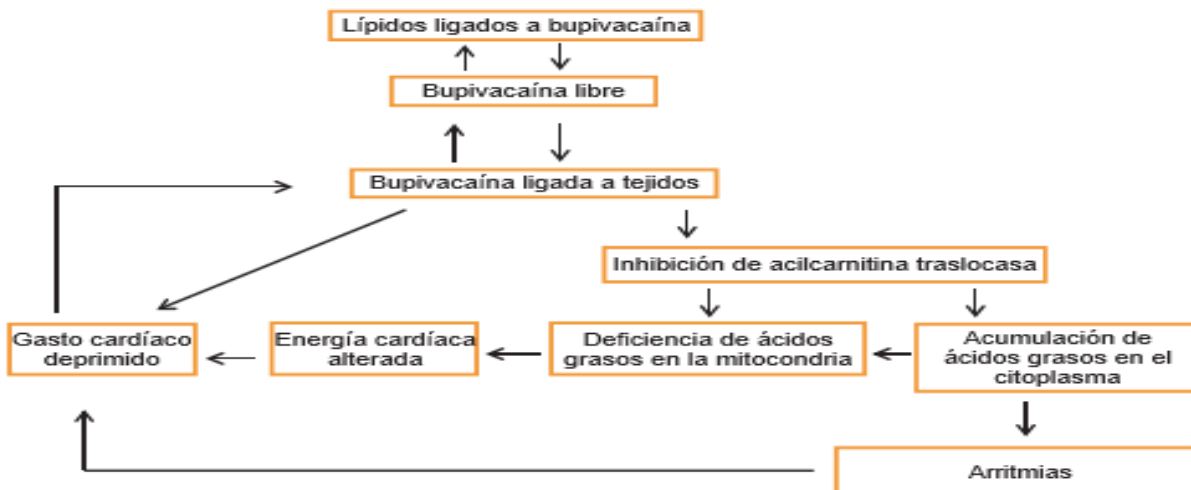 Lípidos ligados a bupivacaína
Bupivacaína libre
Bupivacaína ligada a tejidos
Inhibición de acilcarnitina traslocasa
Gasto cardíaco
deprimido
Energía cardíaca
alterada
Deficiencia de ácidos
grasos en la mitocondria
Acumulación de
ácidos grasos en el
citoplasma
Arritmias